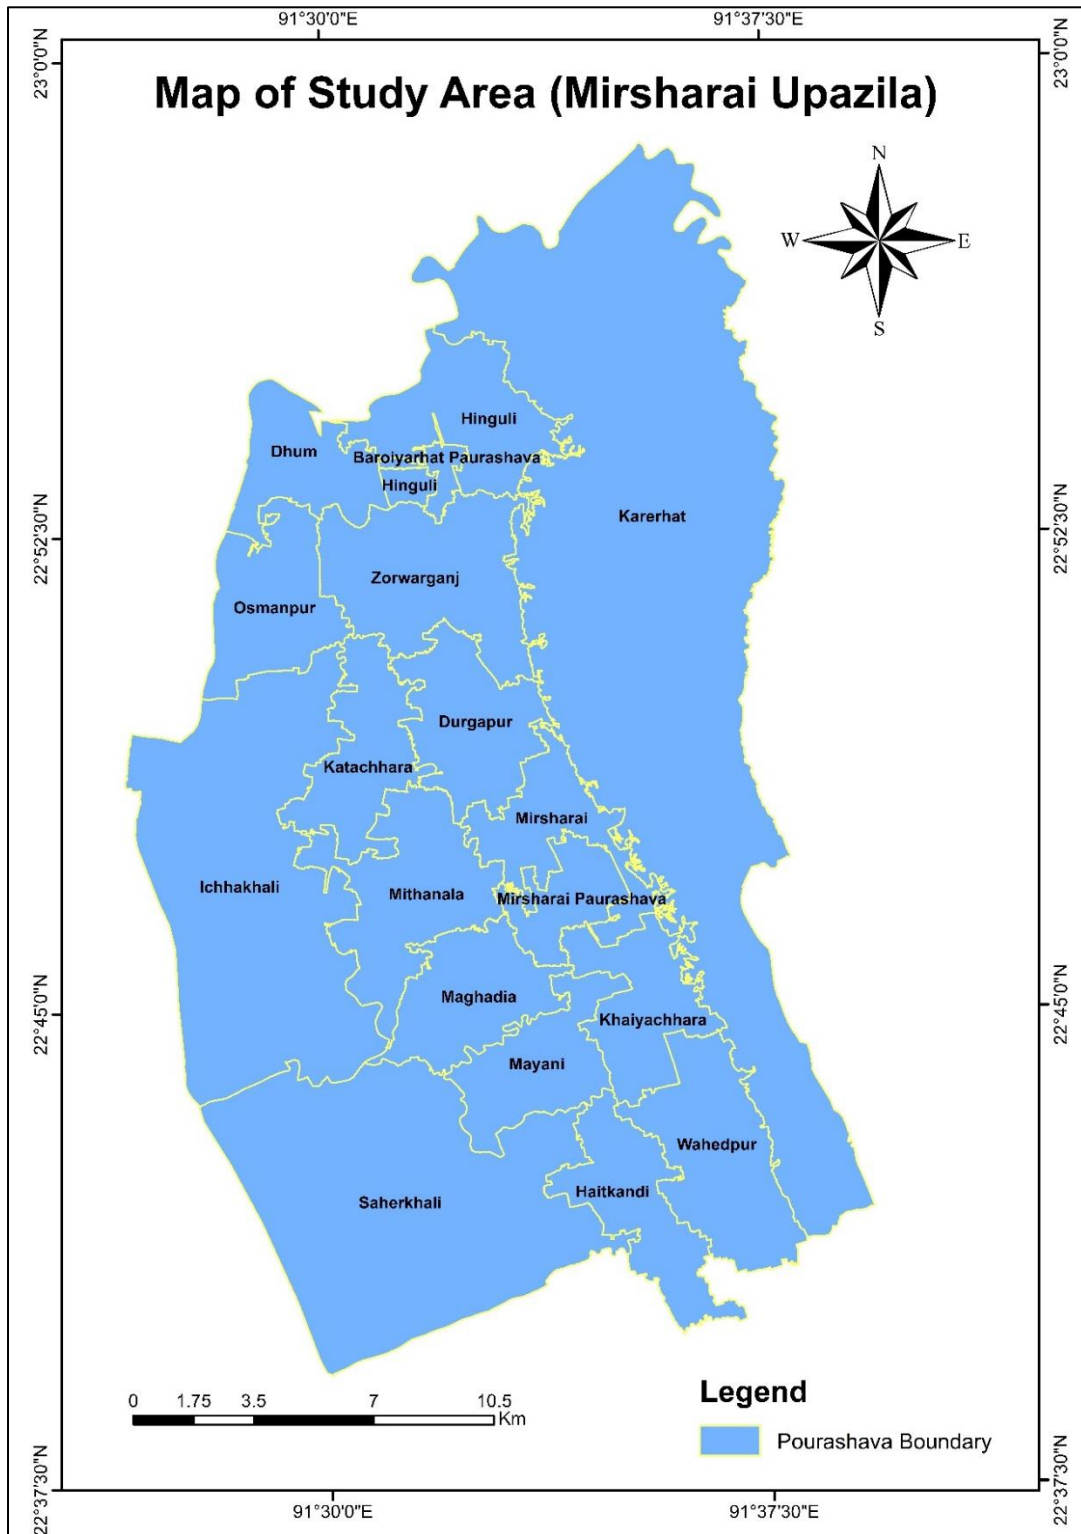 91°30'0"E 91°37'30"E
23°0'0"N 23°0'0"N
Map of Study Area (Mirsharai Upazila)
N
W E
S
Hinguli
Dhum
Baroiyarhat Paurashava
Hinguli
Karerhat
22°52'30"N 22°52'30"N
Zorwarganj
Osmanpur
Durgapur
Katachhara
Mirsharai
Ichhakhali
Mithanala
Mirsharai Paurashava
Maghadia
22°45'0"N 22°45'0"N
Khaiyachhara
Mayani
Wahedpur
Haitkandi
Saherkhali
Legend
0 1.75 3.5 7 10.5
Km
Pourashava Boundary
22°37'30"N 22°37'30"N
91°30'0"E 91°37'30"E